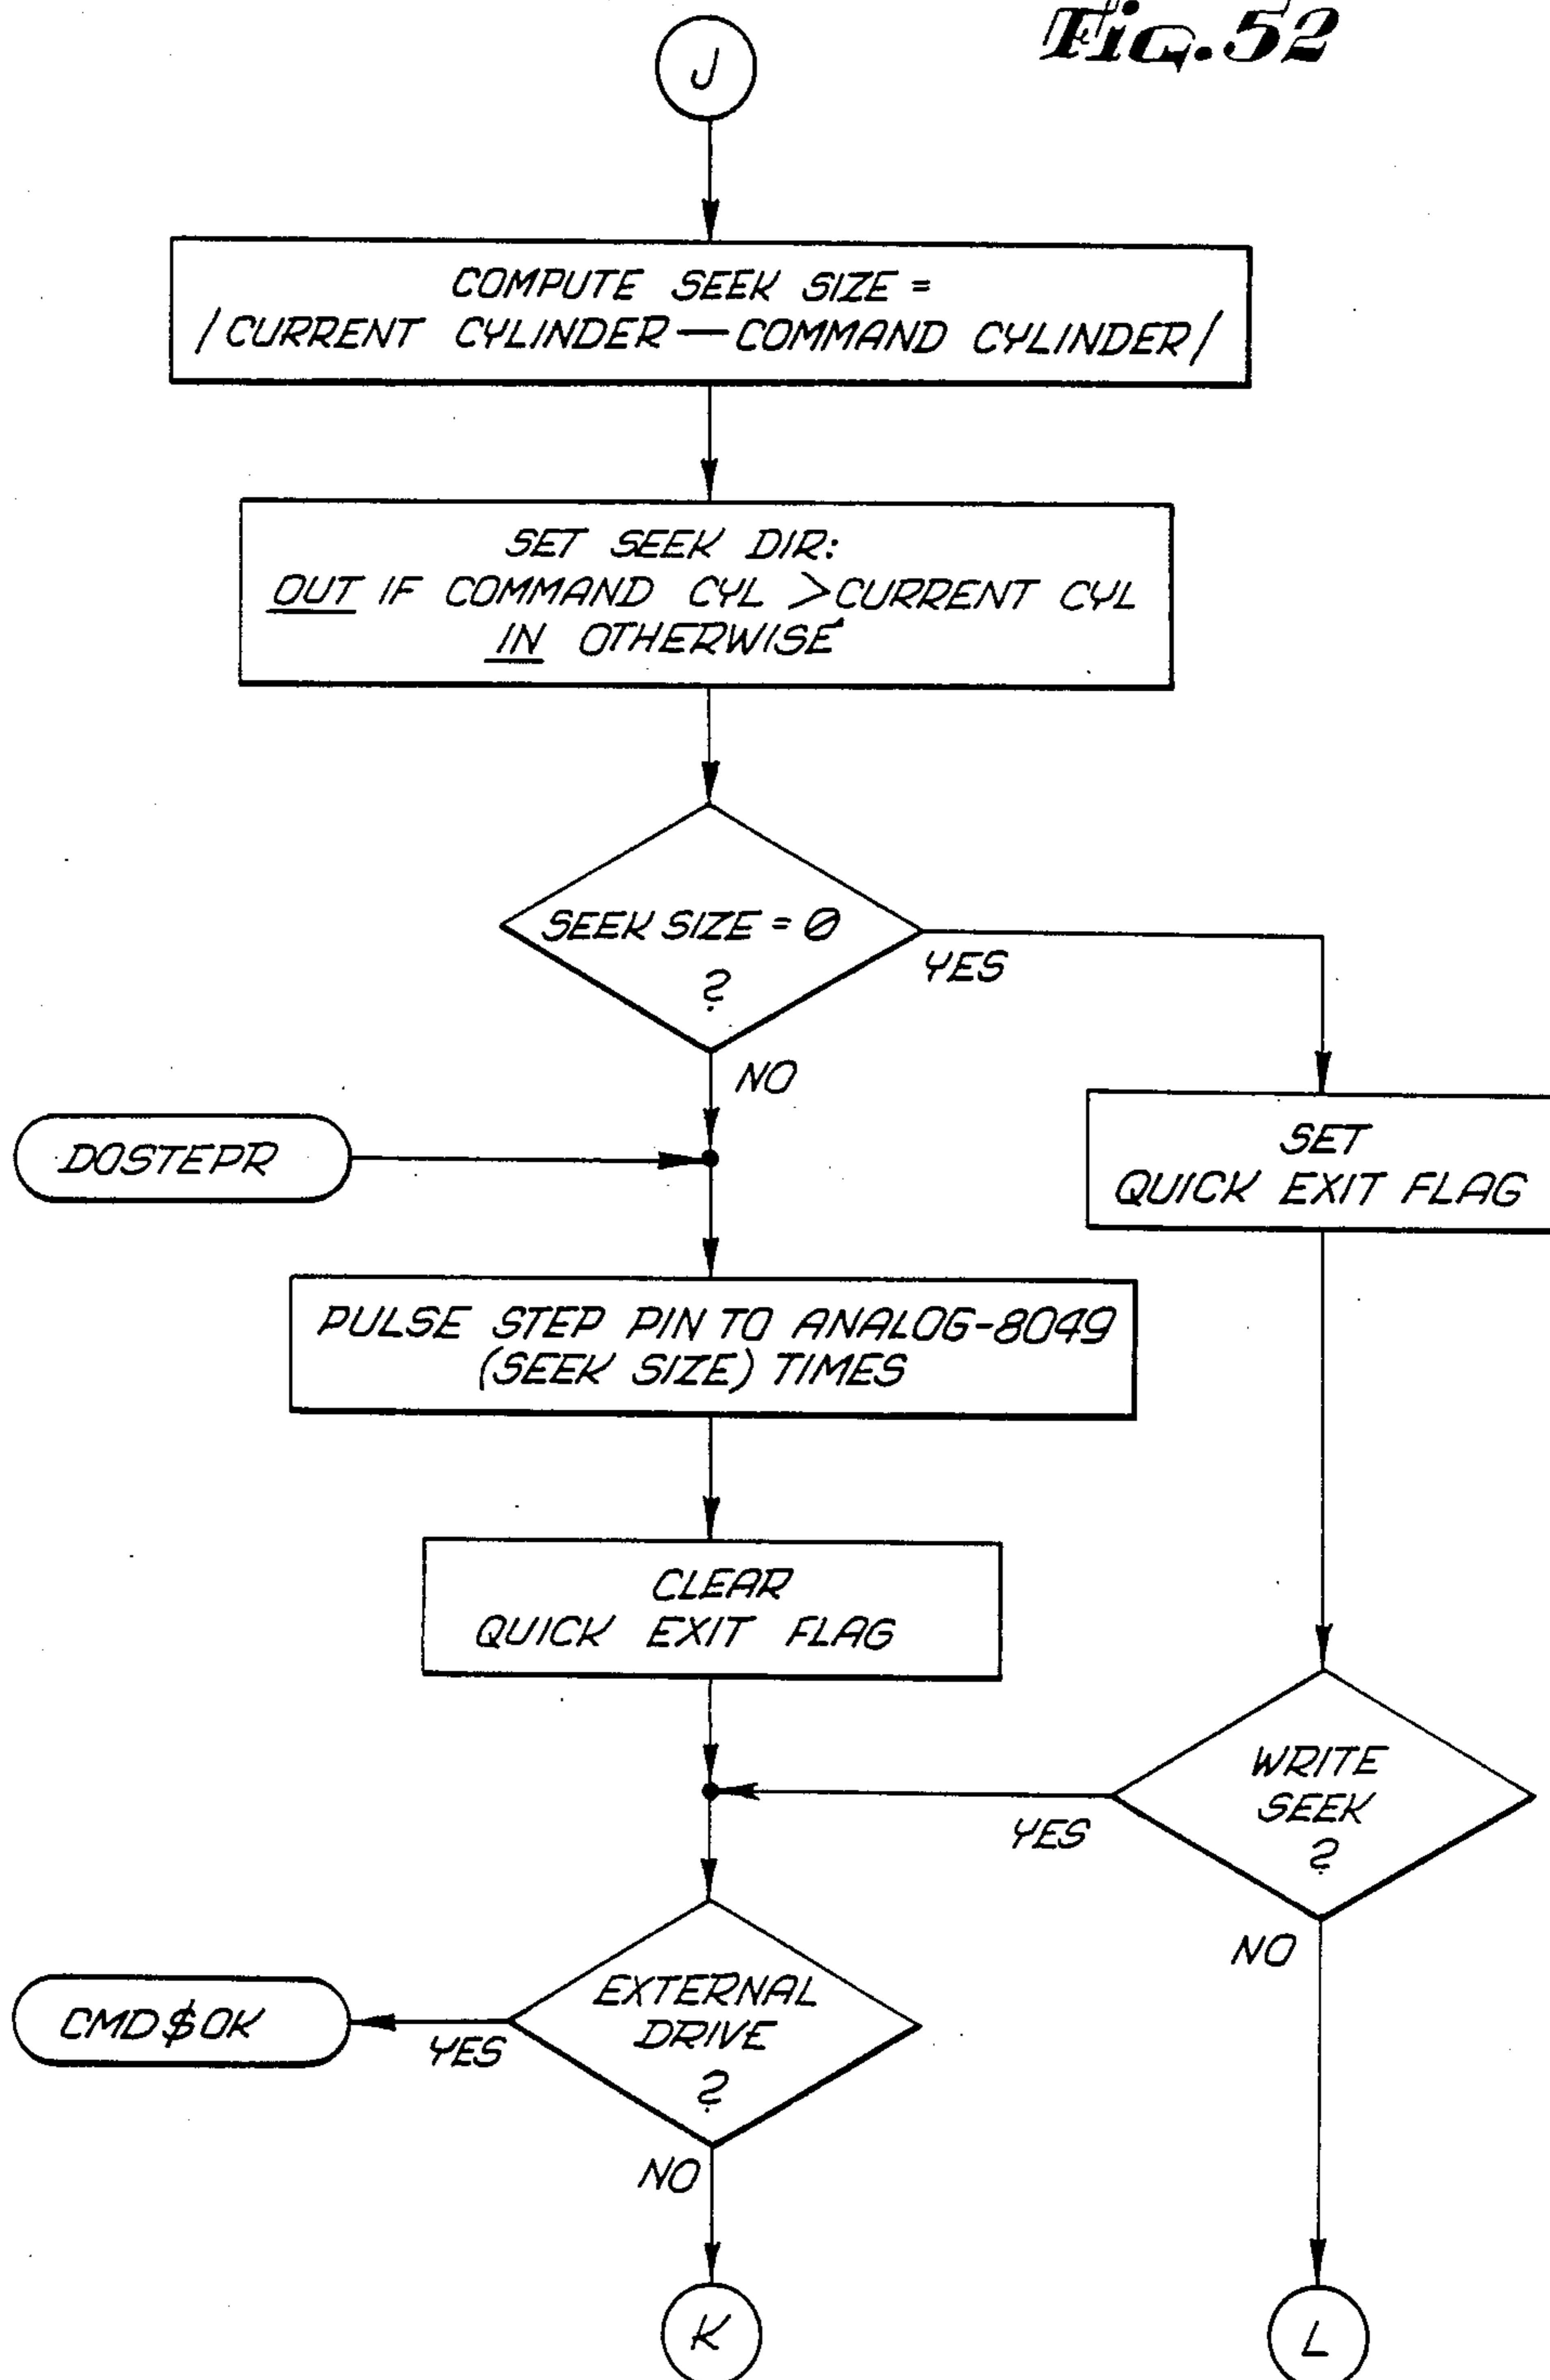 Fig. 52
J
COMPUTE SEEK SIZE =
/CURRENT CYLINDER — COMMAND CYLINDER/
SET SEEK DIR:
OUT IF COMMAND CYL > CURRENT CYL
IN OTHERWISE
SEEK SIZE = 0
?
YES
NO
DOSTEPR
SET
QUICK EXIT FLAG
PULSE STEP PIN TO ANALOG-8049
(SEEK SIZE) TIMES
CLEAR
QUICK EXIT FLAG
WRITE
SEEK
?
YES
NO
EXTERNAL
DRIVE
?
CMD$OK
YES
NO
K
L